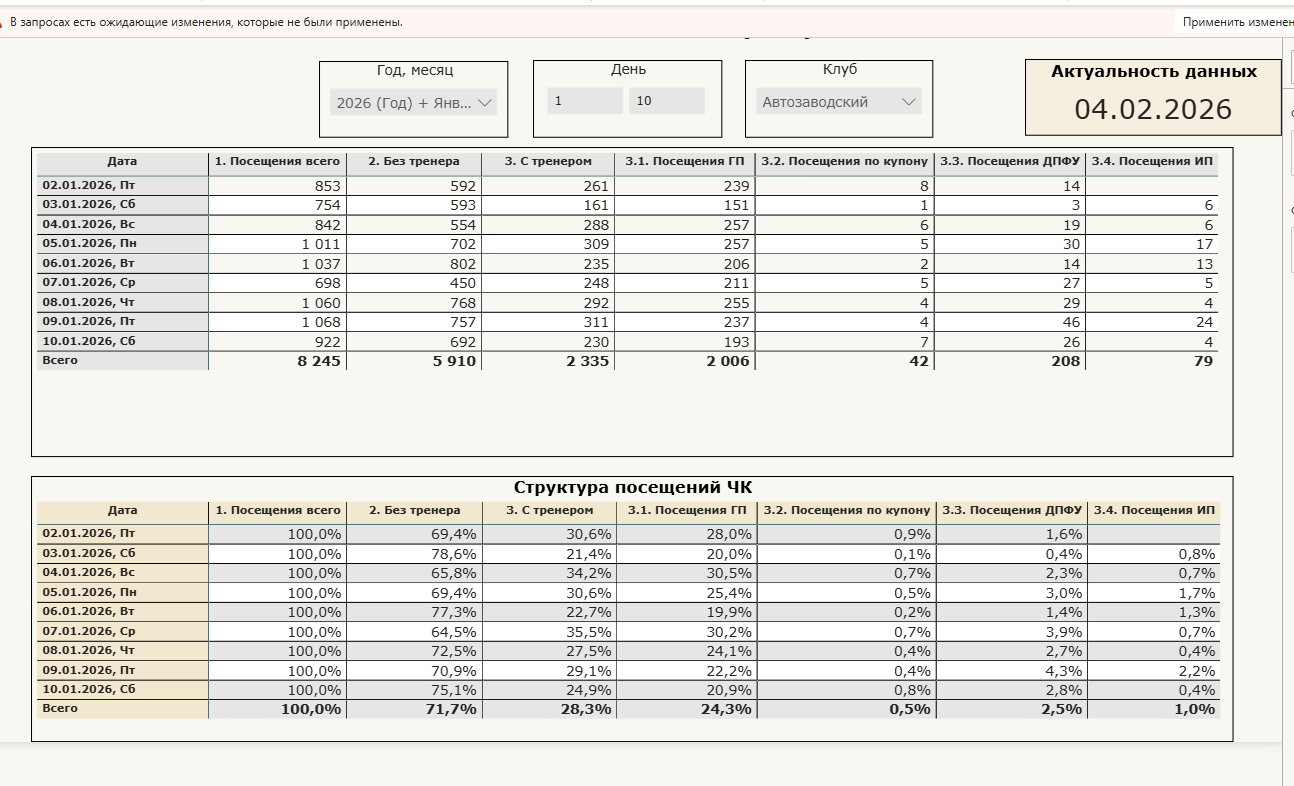 В запросах есть ожидающие изменения, которые не были применены. Применить изменен
Год, месяц День Клуб Актуальность данных
2026 (Год) + Янв... 1 10 Автозаводский 04.02.2026
Дата 1. Посещения всего 2. Без тренера 3. С тренером 3.1. Посещения ГП 3.2. Посещения по купону 3.3. Посещения ДПФУ 3.4. Посещения ИП
02.01.2026, Пт 853 592 261 239 8 14
03.01.2026, Сб 754 593 161 151 1 3 6
04.01.2026, Вс 842 554 288 257 6 19 6
05.01.2026, Пн 1 011 702 309 257 5 30 17
06.01.2026, Вт 1 037 802 235 206 2 14 13
07.01.2026, Ср 698 450 248 211 5 27 5
08.01.2026, Чт 1 060 768 292 255 4 29 4
09.01.2026, Пт 1 068 757 311 237 4 46 24
10.01.2026, Сб 922 692 230 193 7 26 4
Всего 8 245 5 910 2 335 2 006 42 208 79
Структура посещений ЧК
Дата 1. Посещения всего 2. Без тренера 3. С тренером 3.1. Посещения ГП 3.2. Посещения по купону 3.3. Посещения ДПФУ 3.4. Посещения ИП
02.01.2026, Пт 100,0% 69,4% 30,6% 28,0% 0,9% 1,6%
03.01.2026, Сб 100,0% 78,6% 21,4% 20,0% 0,1% 0,4% 0,8%
04.01.2026, Вс 100,0% 65,8% 34,2% 30,5% 0,7% 2,3% 0,7%
05.01.2026, Пн 100,0% 69,4% 30,6% 25,4% 0,5% 3,0% 1,7%
06.01.2026, Вт 100,0% 77,3% 22,7% 19,9% 0,2% 1,4% 1,3%
07.01.2026, Ср 100,0% 64,5% 35,5% 30,2% 0,7% 3,9% 0,7%
08.01.2026, Чт 100,0% 72,5% 27,5% 24,1% 0,4% 2,7% 0,4%
09.01.2026, Пт 100,0% 70,9% 29,1% 22,2% 0,4% 4,3% 2,2%
10.01.2026, Сб 100,0% 75,1% 24,9% 20,9% 0,8% 2,8% 0,4%
Всего 100,0% 71,7% 28,3% 24,3% 0,5% 2,5% 1,0%